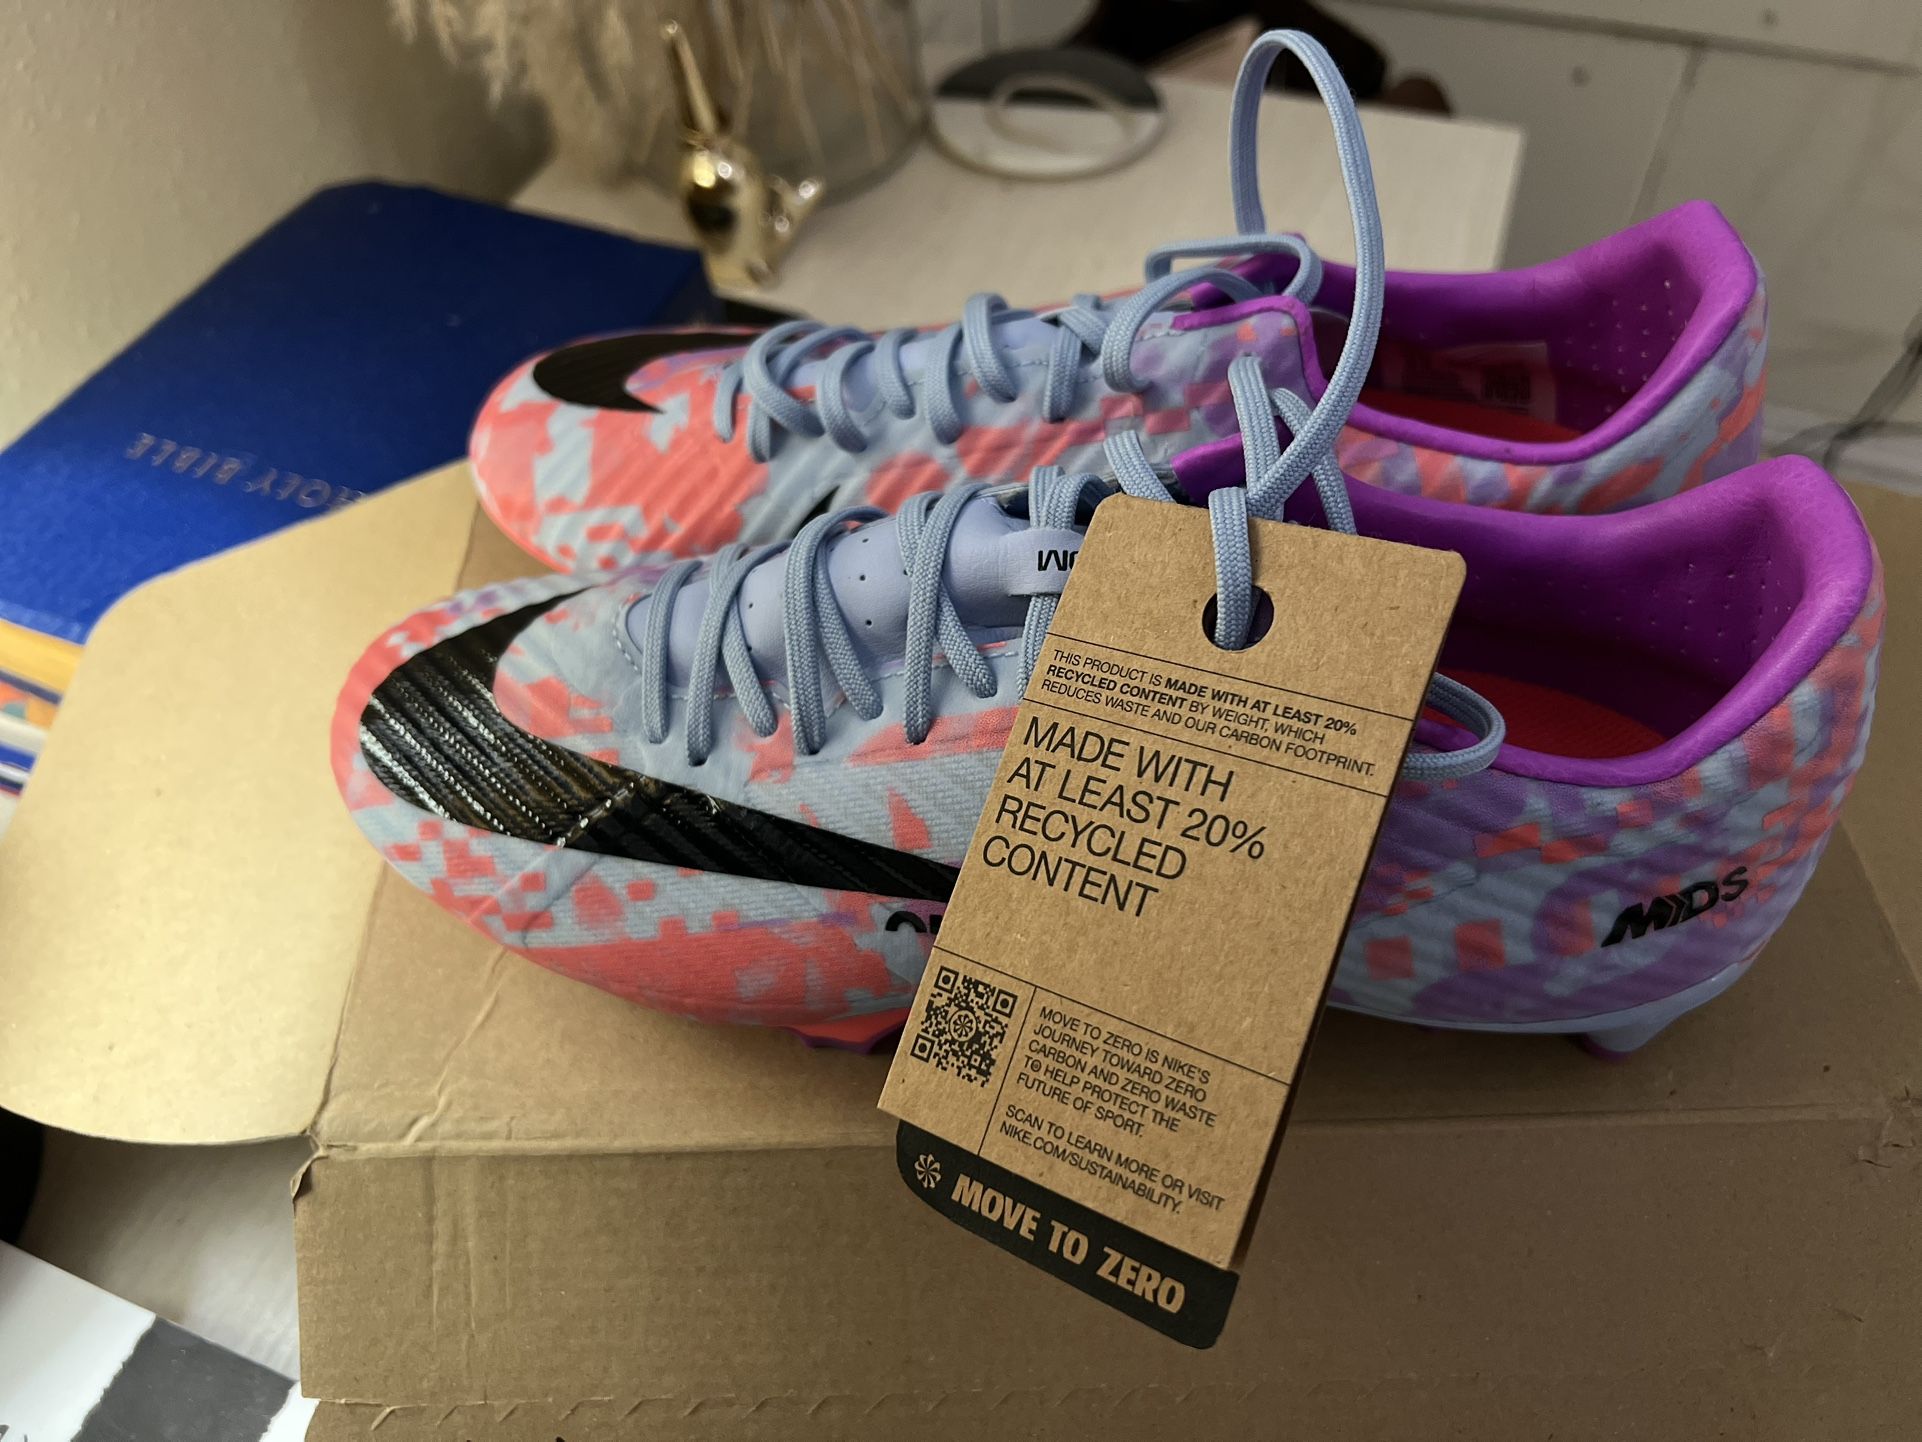 HOLY BIBLE
THIS PRODUCT IS MADE WITH AT LEAST 20%
RECYCLED CONTENT BY WEIGHT, WHICH
REDUCES WASTE AND OUR CARBON FOOTPRINT.
MADE WITH
AT LEAST 20%
RECYCLED
CONTENT
MDS
MOVE TO ZERO IS NIKE'S
JOURNEY TOWARD ZERO
CARBON AND ZERO WASTE
TO HELP PROTECT THE
FUTURE OF SPORT.
SCAN TO LEARN MORE OR VISIT
NIKE.COM/SUSTAINABILITY.
MOVE TO ZERO